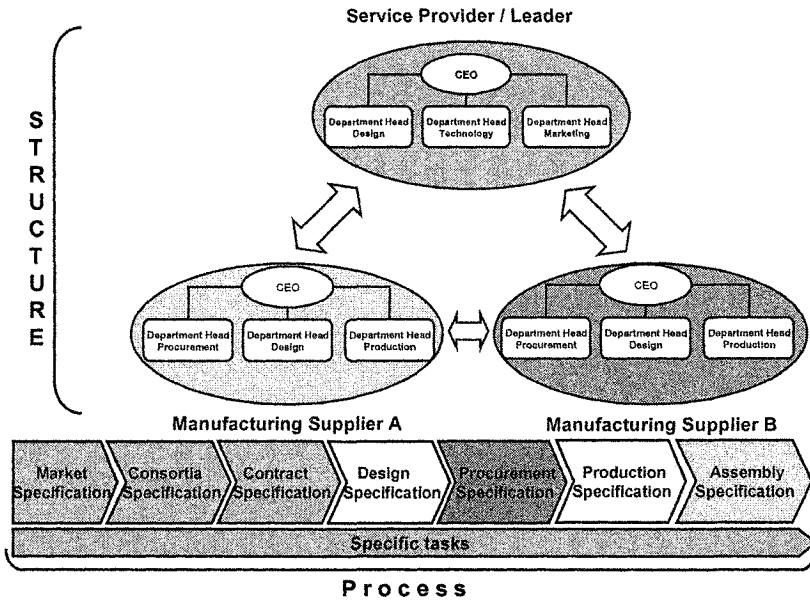 Service Provider / Leader
STRUCTURE
CEO
Department Head Design
Department Head Technology
Department Head Marketing
CEO
Department Head Procurement
Department Head Design
Department Head Production
CEO
Department Head Procurement
Department Head Design
Department Head Production
Manufacturing Supplier A
Manufacturing Supplier B
Market Specification
Consortia Specification
Contract Specification
Design Specification
Procurement Specification
Production Specification
Assembly Specification
Specific tasks
Process